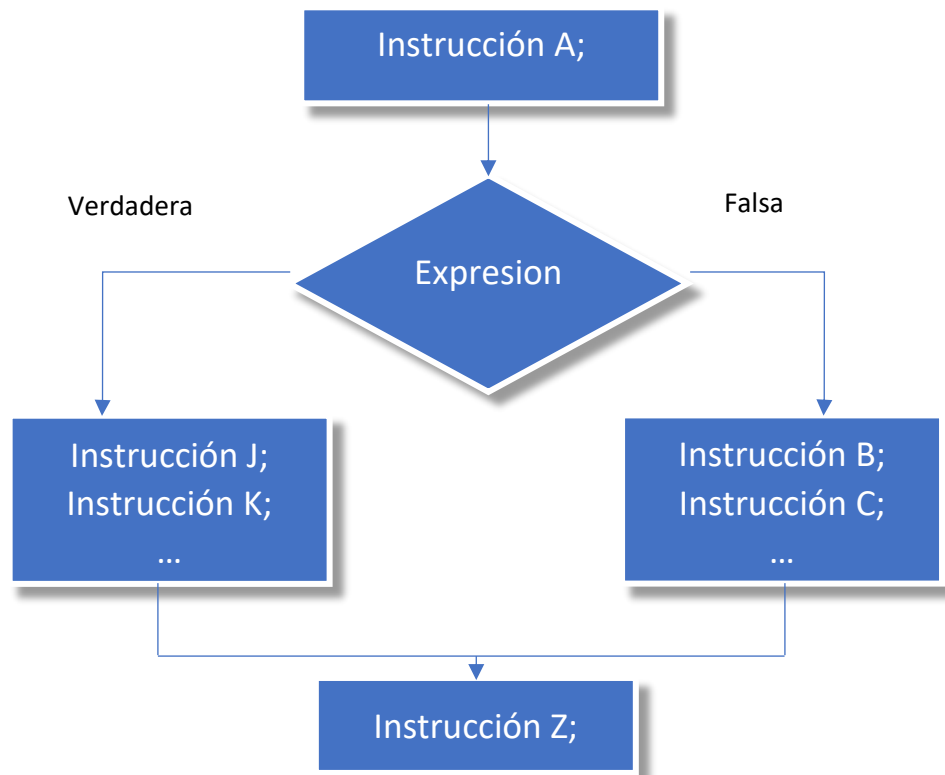 Instrucción A;
Verdadera
Falsa
Expresion
Instrucción J;
Instrucción K;
...
Instrucción B;
Instrucción C;
...
Instrucción Z;